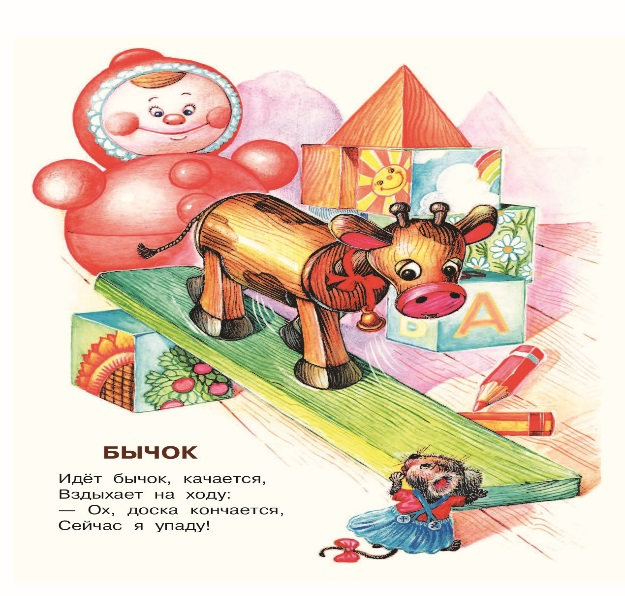 А
БЫЧОК
Идёт бычок, качается,
Вздыхает на ходу:
— Ох, доска кончается,
Сейчас я упаду!